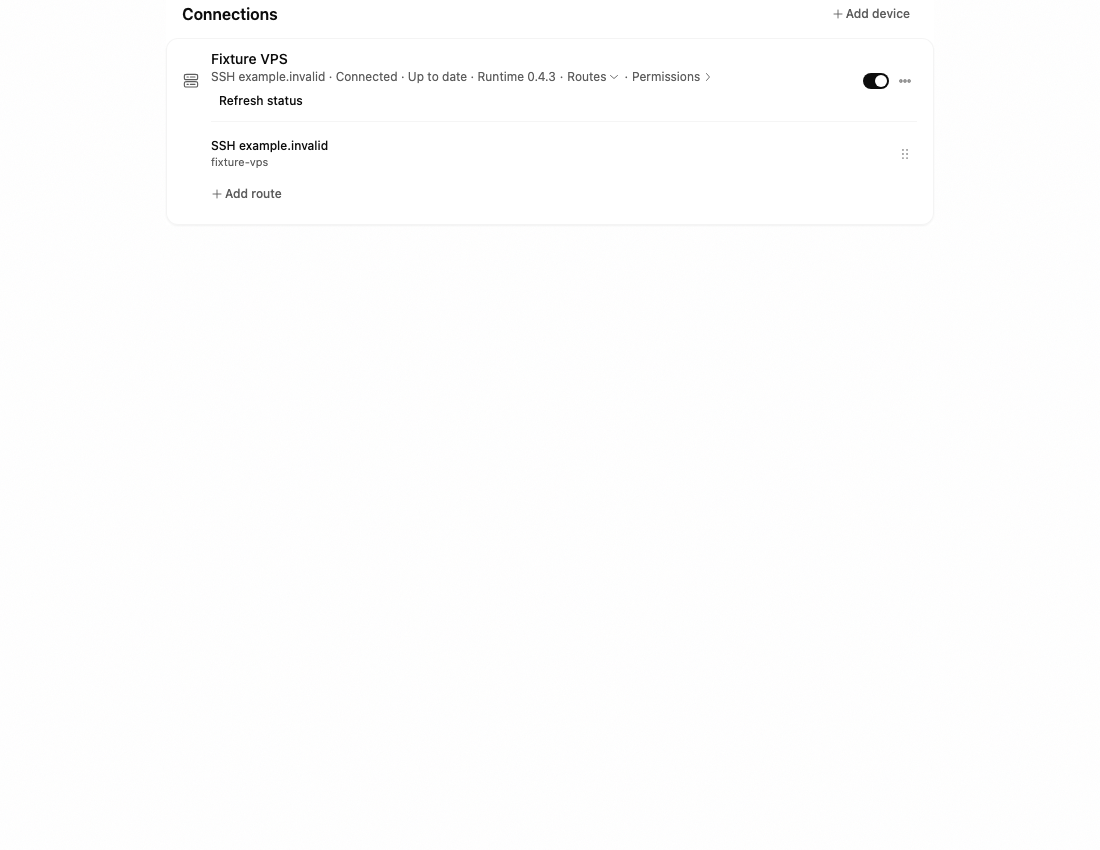 Connections
+ Add device
Fixture VPS
SSH example.invalid · Connected · Up to date · Runtime 0.4.3 · Routes · Permissions
Refresh status
SSH example.invalid
fixture-vps
+ Add route